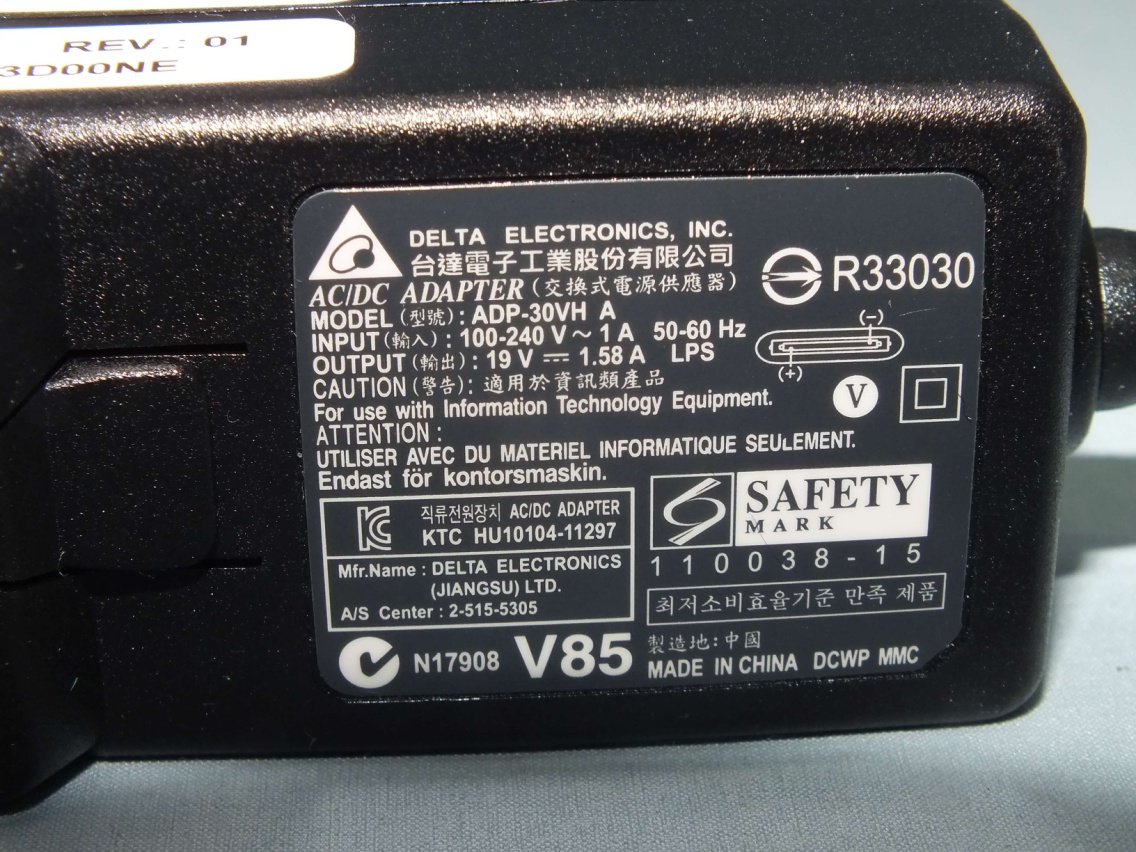 REV.: 01
3D00NE
DELTA ELECTRONICS, INC.
台達電子工業股份有限公司
AC/DC ADAPTER (交換式電源供應器)
R33030
MODEL (型號) : ADP-30VH A
INPUT (輸入) : 100-240 V ~ 1 A 50-60 Hz
OUTPUT (輸出) : 19 V ⎓ 1.58 A LPS
(-)
(+)
CAUTION (警告) : 適用於資訊類產品
For use with Information Technology Equipment.
V
ATTENTION :
UTILISER AVEC DU MATERIEL INFORMATIQUE SEULEMENT.
Endast för kontorsmaskin.
직류전원장치 AC/DC ADAPTER
KTC HU10104-11297
Mfr.Name : DELTA ELECTRONICS
(JIANGSU) LTD.
A/S Center : 2-515-5305
SAFETY
MARK
110038-15
최저소비효율기준 만족 제품
N17908 V85
製造地: 中國
MADE IN CHINA DCWP MMC